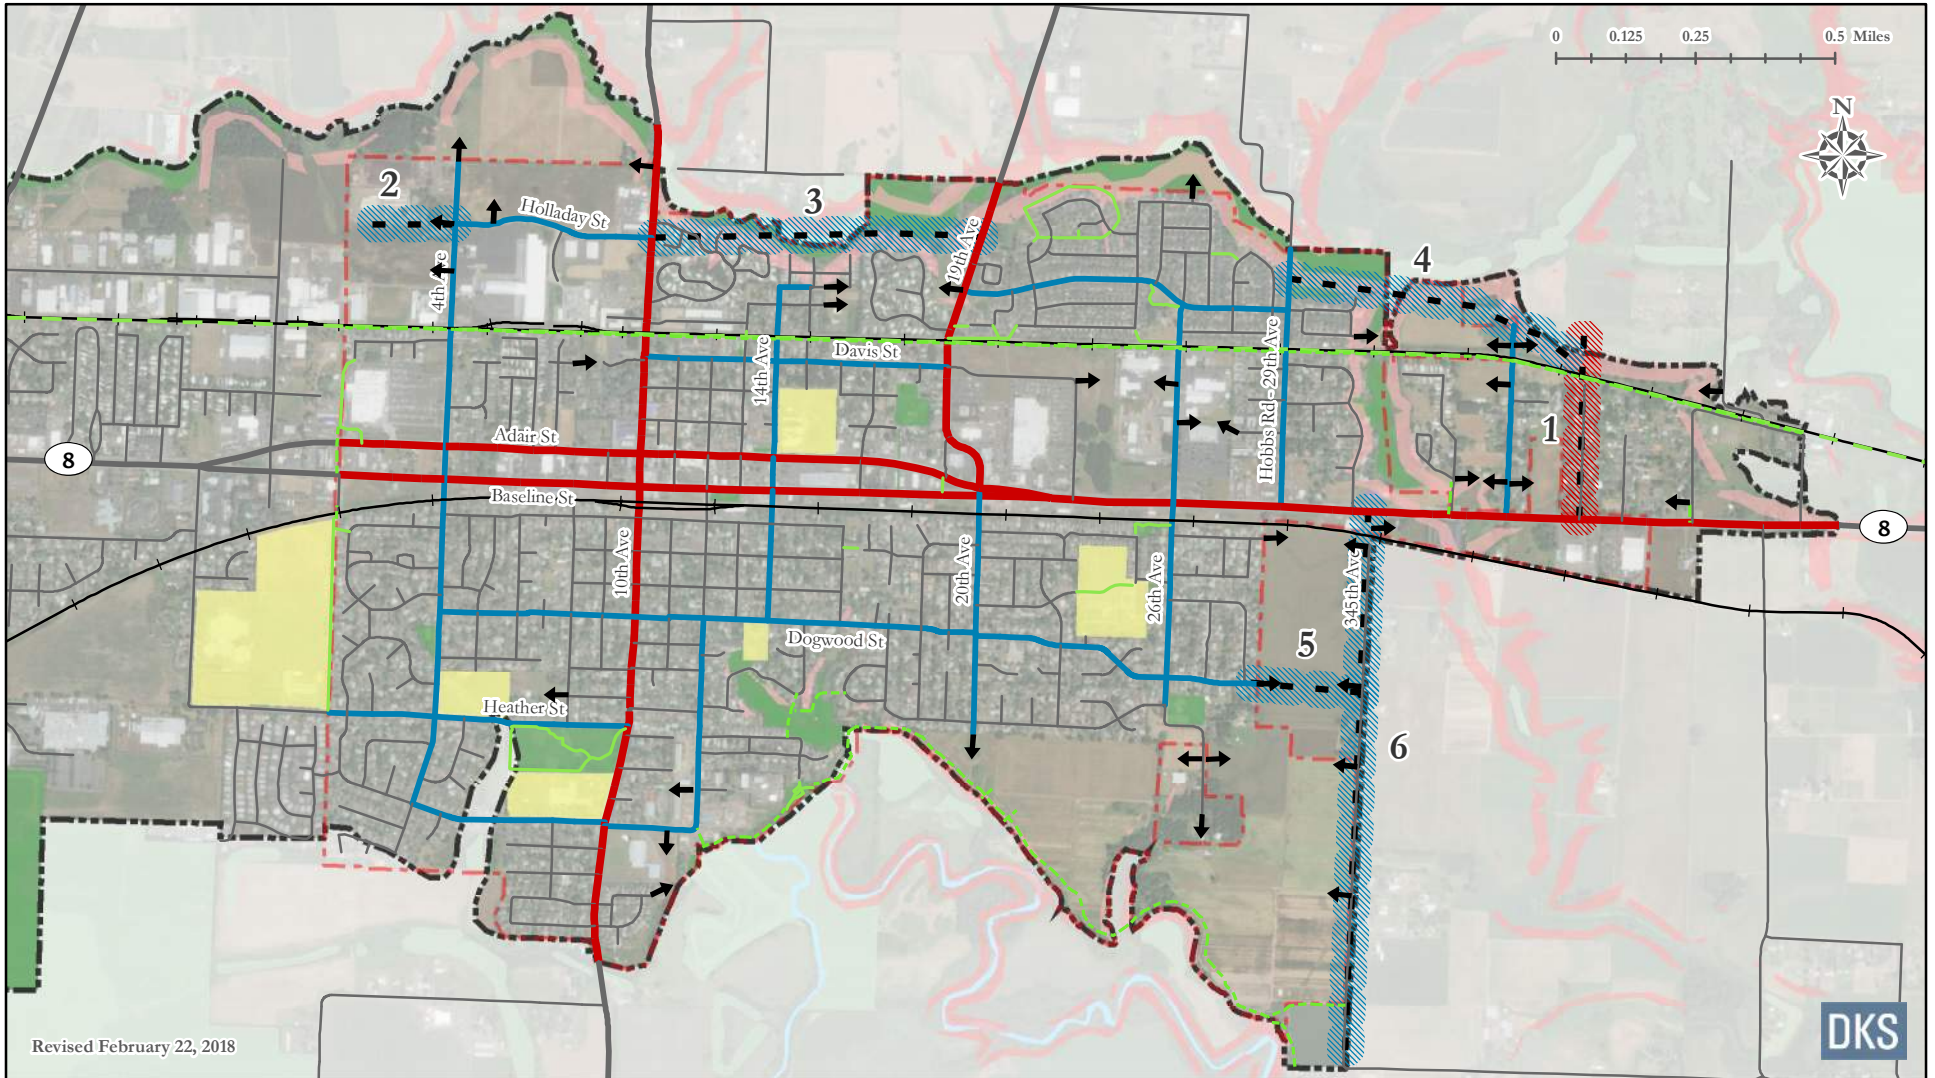 0 0.125 0.25 0.5 Miles
N
2
3
Holladay St
19th Ave
4
4th Ave
14th Ave
Davis St
Hobbs Rd - 29th Ave
1
Adair St
8
Baseline St
8
10th Ave
20th Ave
26th Ave
345th Ave
Dogwood St
5
Heather St
6
Revised February 22, 2018
DKS